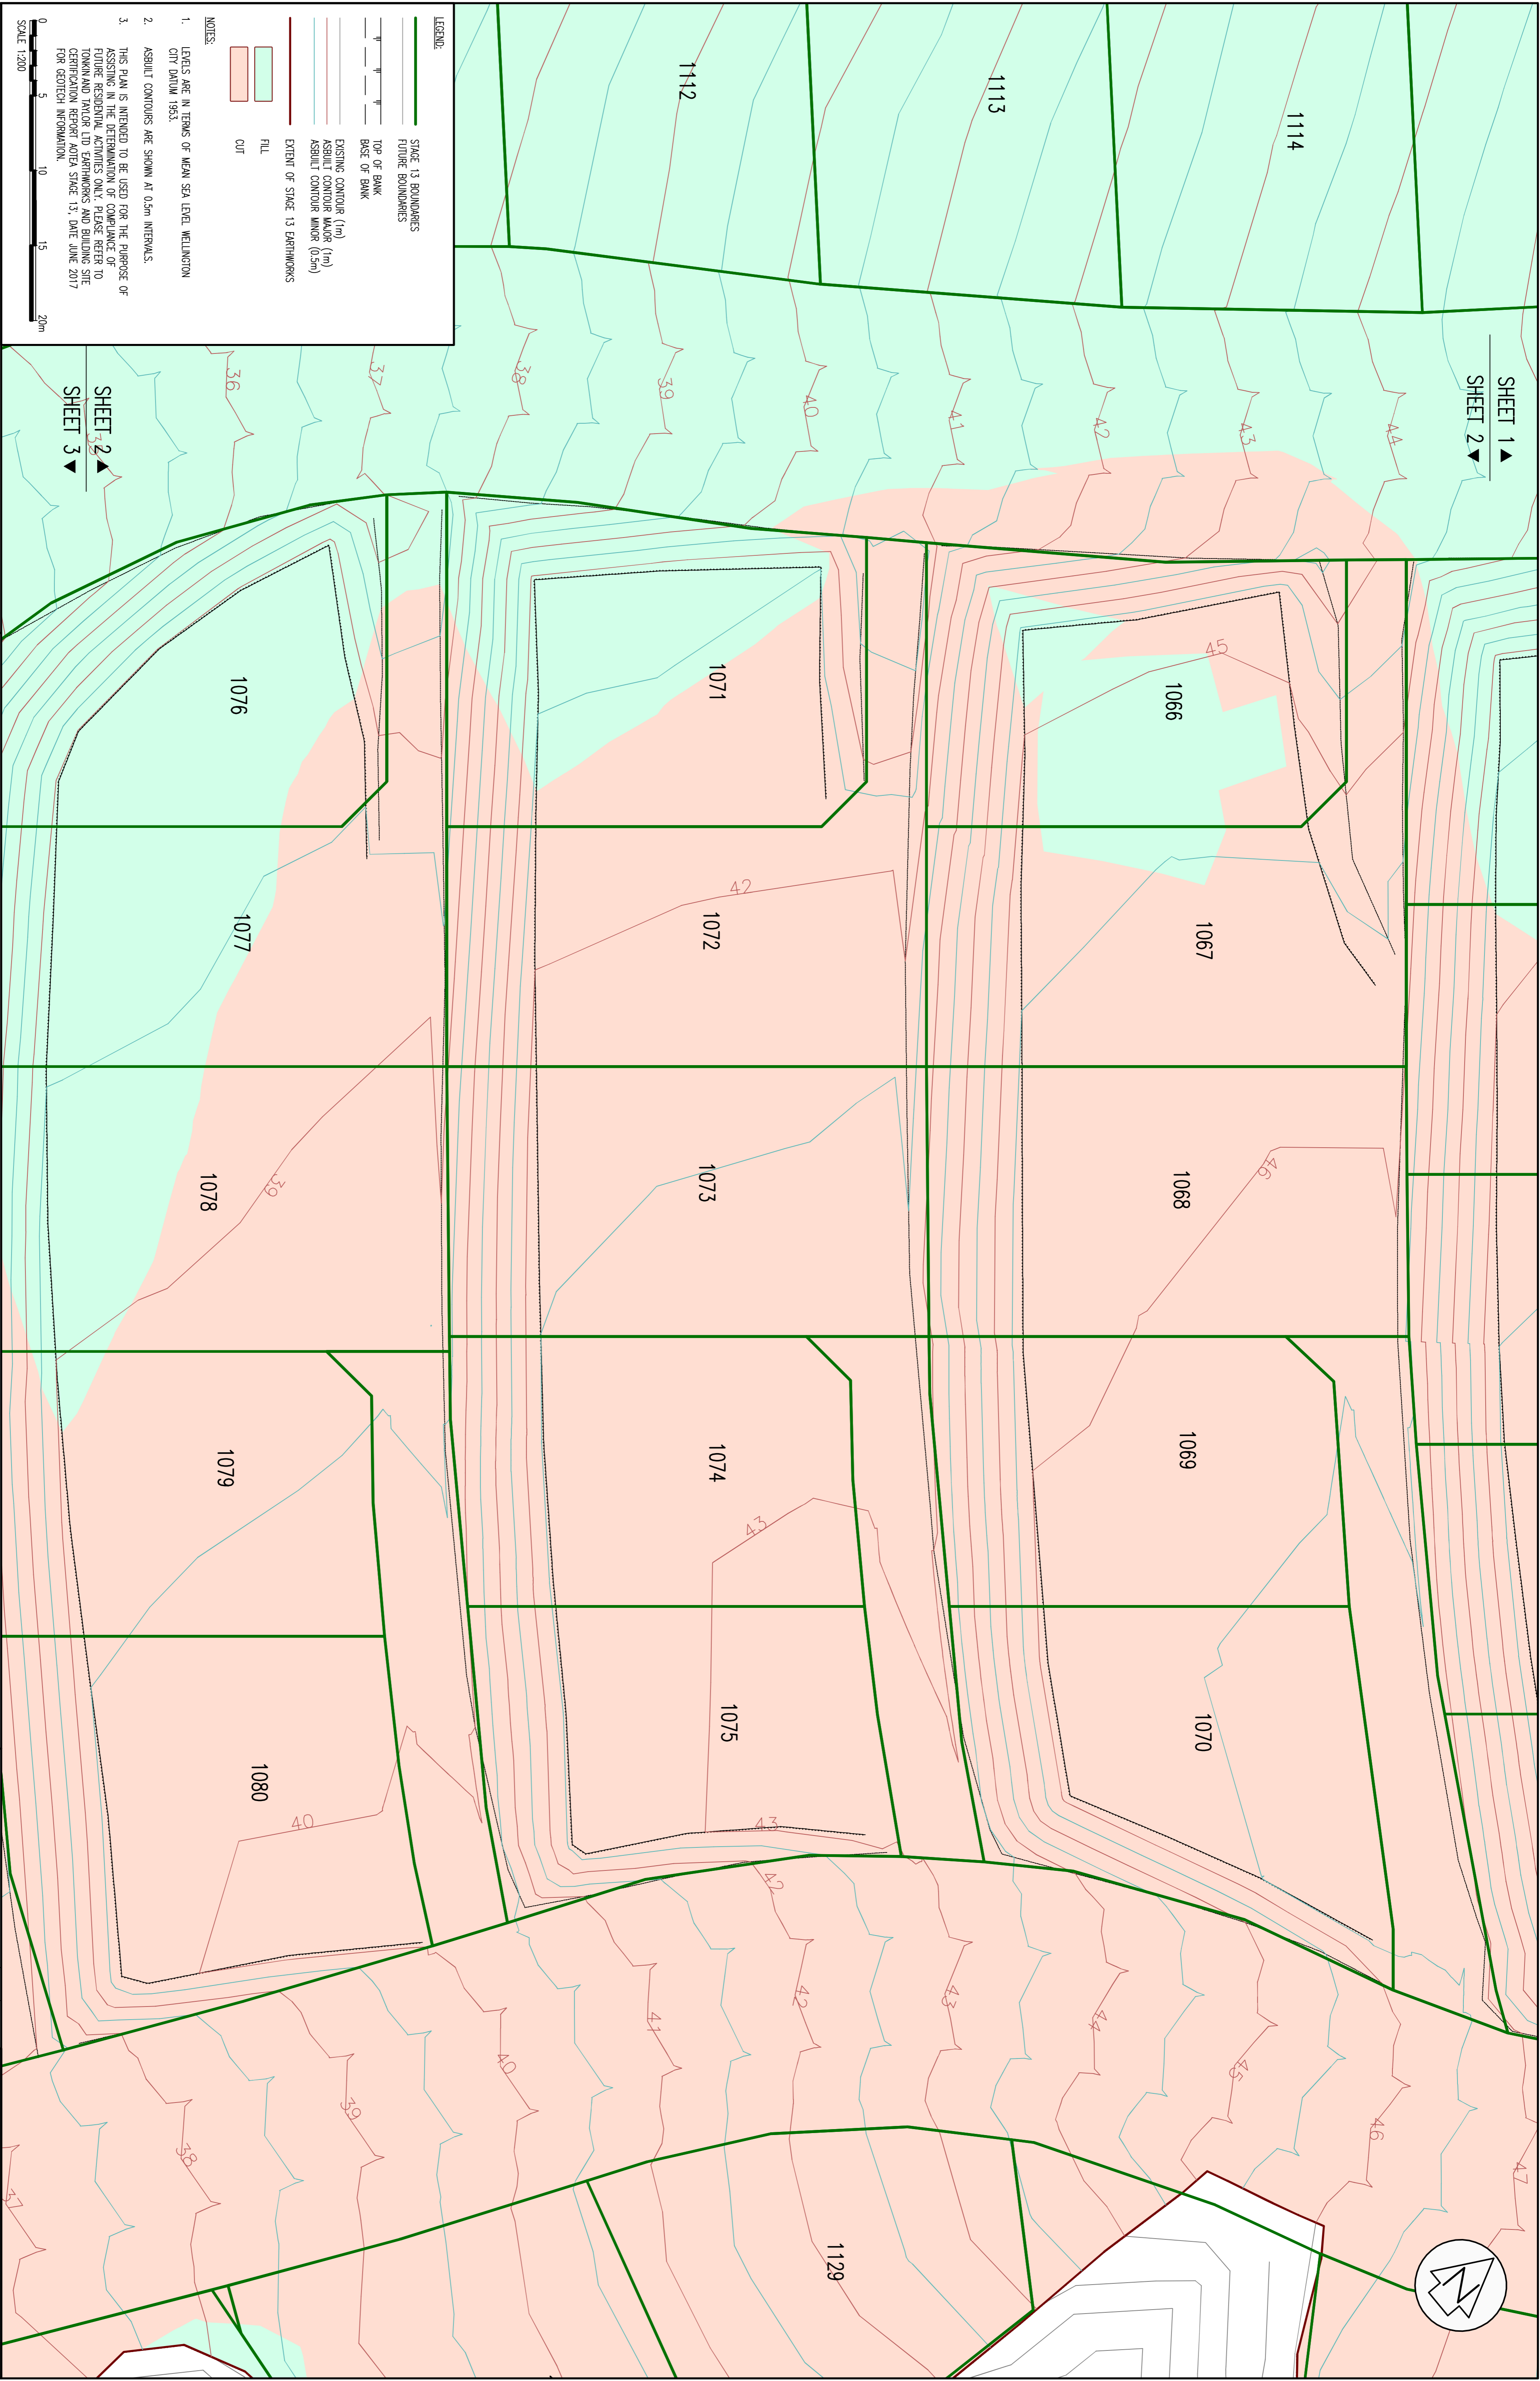 SHEET 1
SHEET 2
1114
1113
1112
44
43
42
41
40
39
38
37
36
35
SHEET 2
SHEET 3
1066
45
1067
1068
46
1069
1070
1071
1072
42
1073
1074
43
1075
43
1076
1077
1078
39
1079
1080
40
47
46
45
44
43
42
42
41
40
39
38
37
1129
N
LEGEND:
STAGE 13 BOUNDARIES
FUTURE BOUNDARIES
TOP OF BANK
BASE OF BANK
EXISTING CONTOUR (1m)
ASBUILT CONTOUR MAJOR (1m)
ASBUILT CONTOUR MINOR (0.5m)
EXTENT OF STAGE 13 EARTHWORKS
FILL
CUT
NOTES:
1. LEVELS ARE IN TERMS OF MEAN SEA LEVEL WELLINGTON
CITY DATUM 1953.
2. ASBUILT CONTOURS ARE SHOWN AT 0.5m INTERVALS.
3. THIS PLAN IS INTENDED TO BE USED FOR THE PURPOSE OF
ASSISTING IN THE DETERMINATION OF COMPLIANCE OF
FUTURE RESIDENTIAL ACTIVITIES ONLY. PLEASE REFER TO
TONKIN AND TAYLOR LTD 'EARTHWORKS AND BUILDING SITE
CERTIFICATION REPORT AOTEA STAGE 13', DATE JUNE 2017
FOR GEOTECH INFORMATION.
0 5 10 15 20m
SCALE 1:200